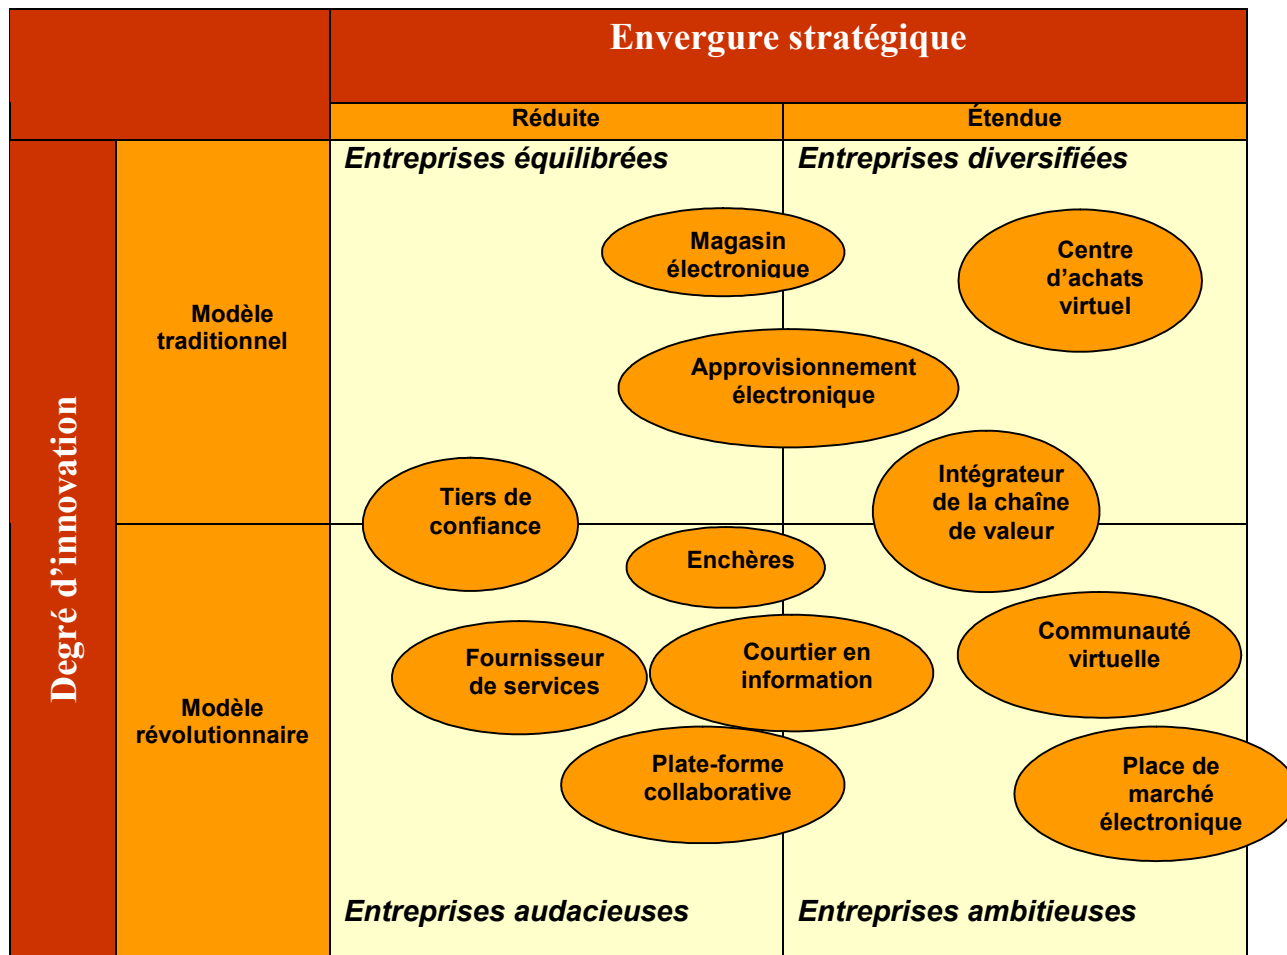 Envergure stratégique
Réduite
Étendue
Degré d'innovation
Modèle
traditionnel
Entreprises équilibrées
Entreprises diversifiées
Magasin
électronique
Centre
d'achats
virtuel
Approvisionnement
électronique
Tiers de
confiance
Intégrateur
de la chaîne
de valeur
Modèle
révolutionnaire
Enchères
Fournisseur
de services
Courtier en
information
Communauté
virtuelle
Plate-forme
collaborative
Place de
marché
électronique
Entreprises audacieuses
Entreprises ambitieuses